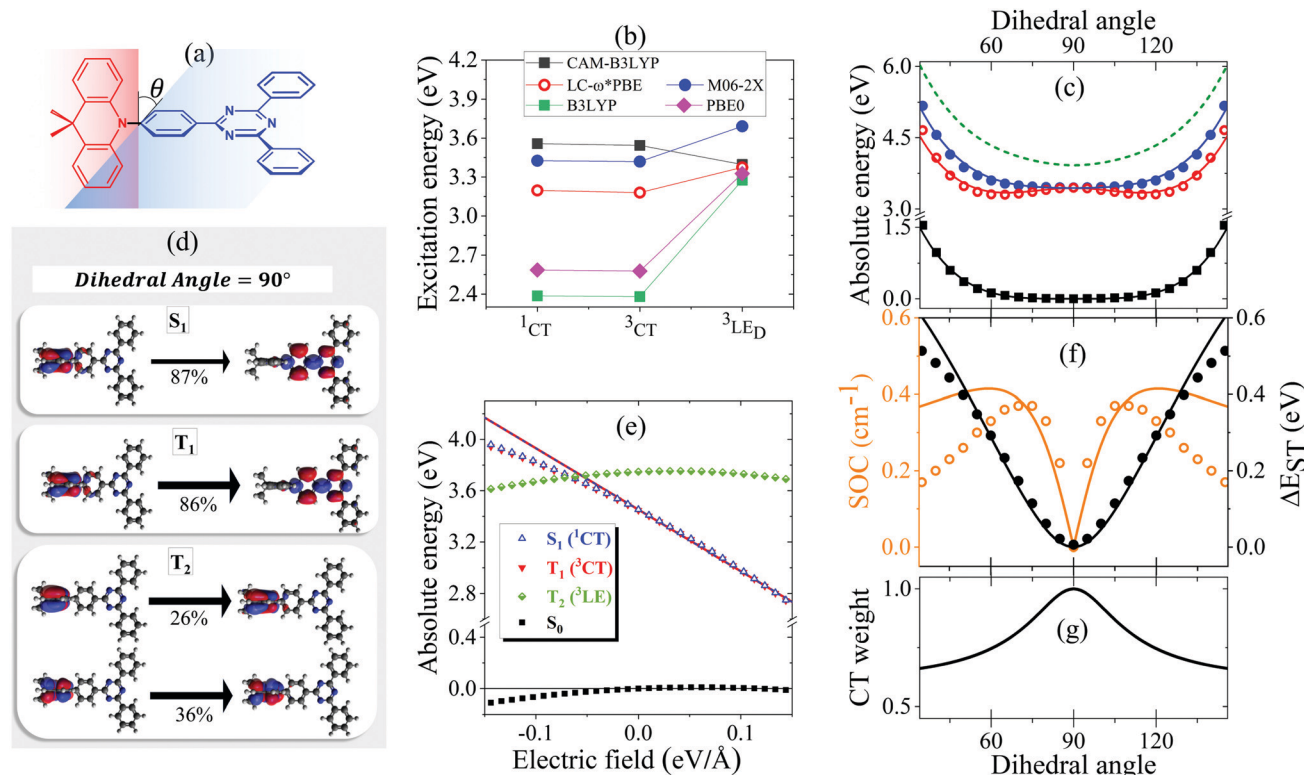 (a)
θ
N
N
N
N
(b)
Excitation energy (eV)
4.2
3.9
3.6
3.3
3.0
2.7
2.4
CAM-B3LYP
LC-ω*PBE
M06-2X
B3LYP
PBE0
¹CT
³CT
³LE_D
Dihedral angle
60
90
120
(c)
Absolute energy (eV)
6.0
4.5
3.0
1.5
0.0
(d)
Dihedral Angle = 90°
S₁
87%
T₁
86%
T₂
26%
36%
(e)
Absolute energy (eV)
4.0
3.6
3.2
2.8
0.4
0.0
S₁ (¹CT)
T₁ (³CT)
T₂ (³LE)
S₀
-0.1
0.0
0.1
Electric field (eV/Å)
(f)
SOC (cm⁻¹)
0.6
0.4
0.2
0.0
0.6
0.4
0.2
0.0
ΔE_ST (eV)
(g)
CT weight
1.0
0.5
60
90
120
Dihedral angle